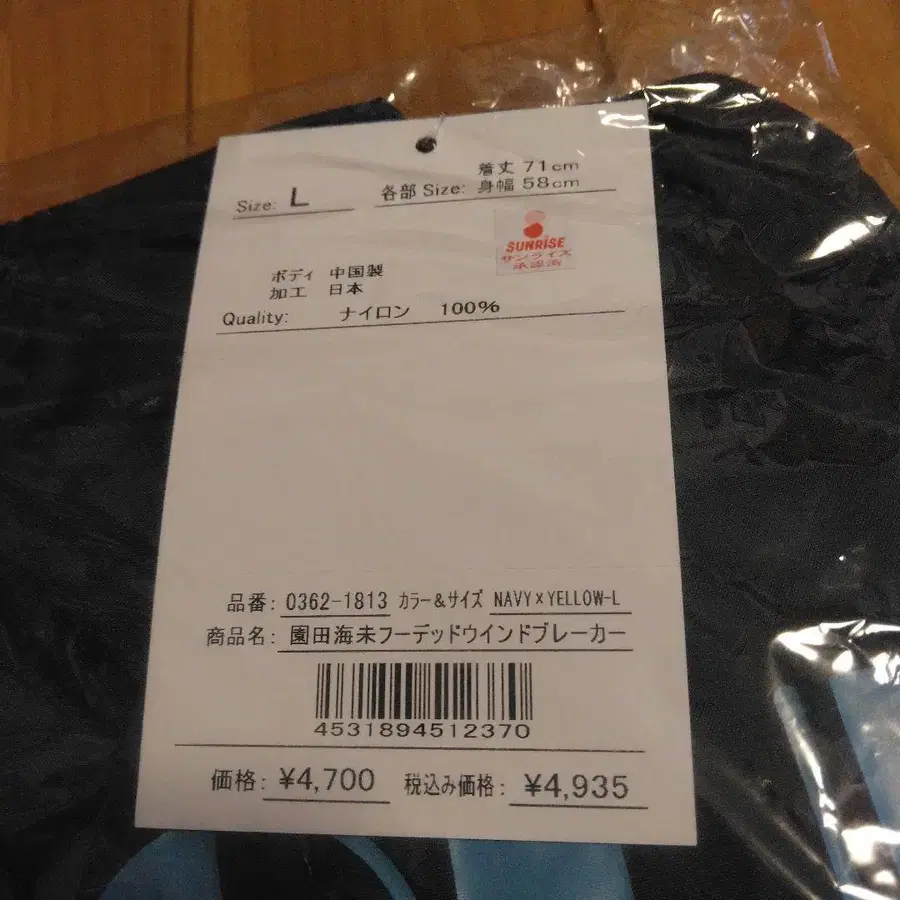 着丈 71cm
Size: L 各部 Size: 身幅 58cm
SUNRISE
サンライズ
承認済
ボディ 中国製
加工 日本
Quality: ナイロン 100%
品番: 0362-1813 カラー&サイズ NAVY×YELLOW-L
商品名: 園田海未フーデッドウインドブレーカー
4531894512370
価格: ¥4,700 税込み価格: ¥4,935